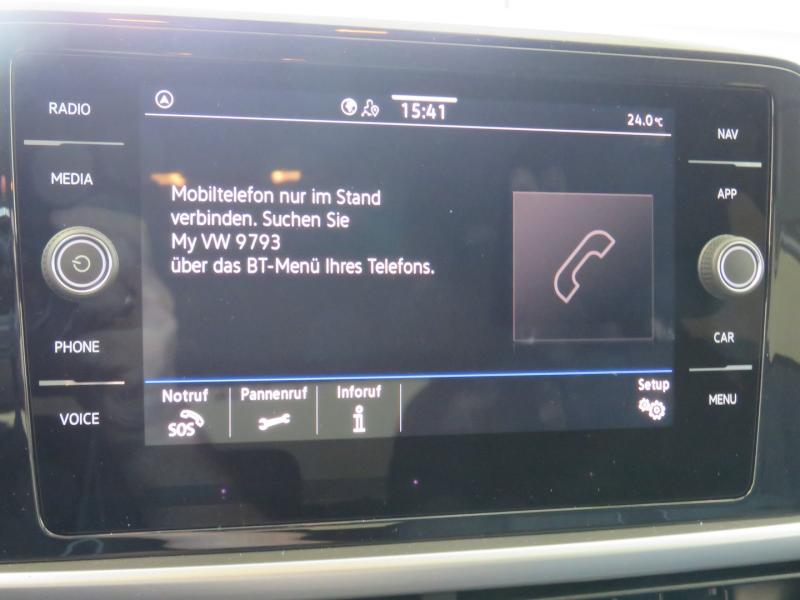 RADIO
MEDIA
PHONE
VOICE
15:41
24.0°C
Mobiltelefon nur im Stand
verbinden. Suchen Sie
My VW 9793
über das BT-Menü Ihres Telefons.
Notruf
SOS
Pannenruf
Inforuf
i
Setup
NAV
APP
CAR
MENU